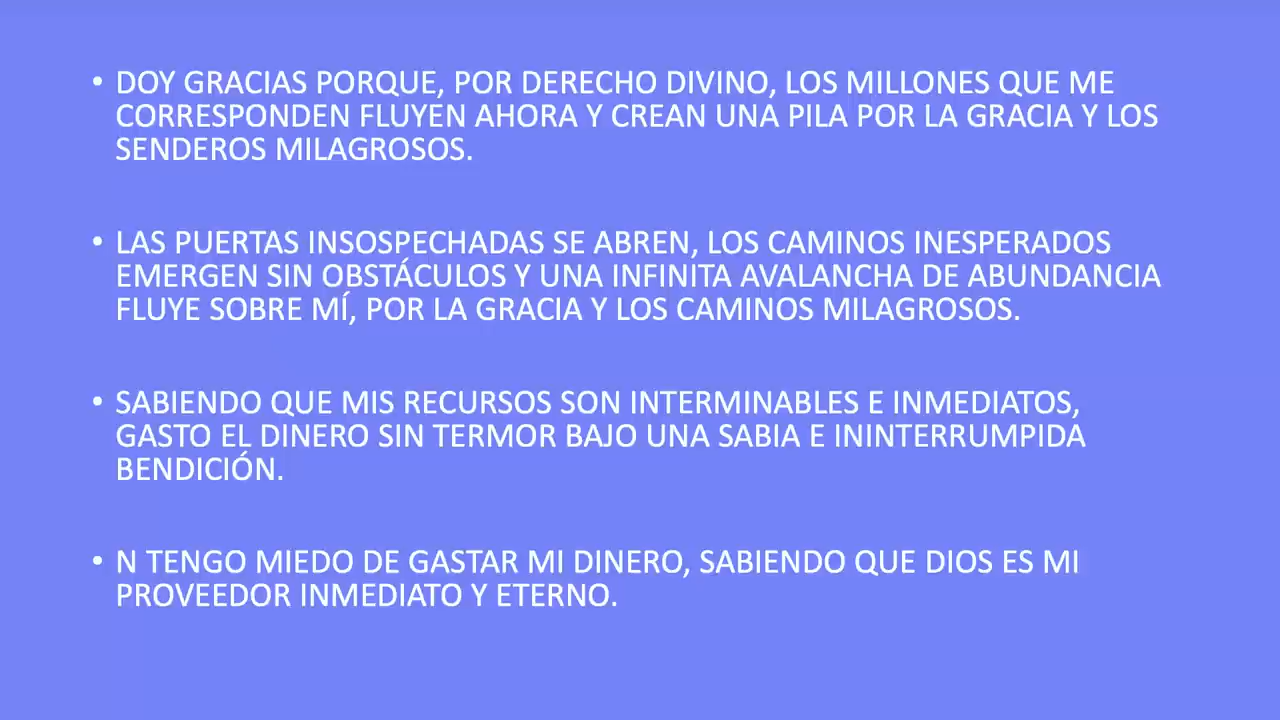 • DOY GRACIAS PORQUE, POR DERECHO DIVINO, LOS MILLONES QUE ME
CORRESPONDEN FLUYEN AHORA Y CREAN UNA PILA POR LA GRACIA Y LOS
SENDEROS MILAGROSOS.
• LAS PUERTAS INSOSPECHADAS SE ABREN, LOS CAMINOS INESPERADOS
EMERGEN SIN OBSTÁCULOS Y UNA INFINITA AVALANCHA DE ABUNDANCIA
FLUYE SOBRE MÍ, POR LA GRACIA Y LOS CAMINOS MILAGROSOS.
• SABIENDO QUE MIS RECURSOS SON INTERMINABLES E INMEDIATOS,
GASTO EL DINERO SIN TERMOR BAJO UNA SABIA E ININTERRUMPIDA
BENDICIÓN.
• N TENGO MIEDO DE GASTAR MI DINERO, SABIENDO QUE DIOS ES MI
PROVEEDOR INMEDIATO Y ETERNO.